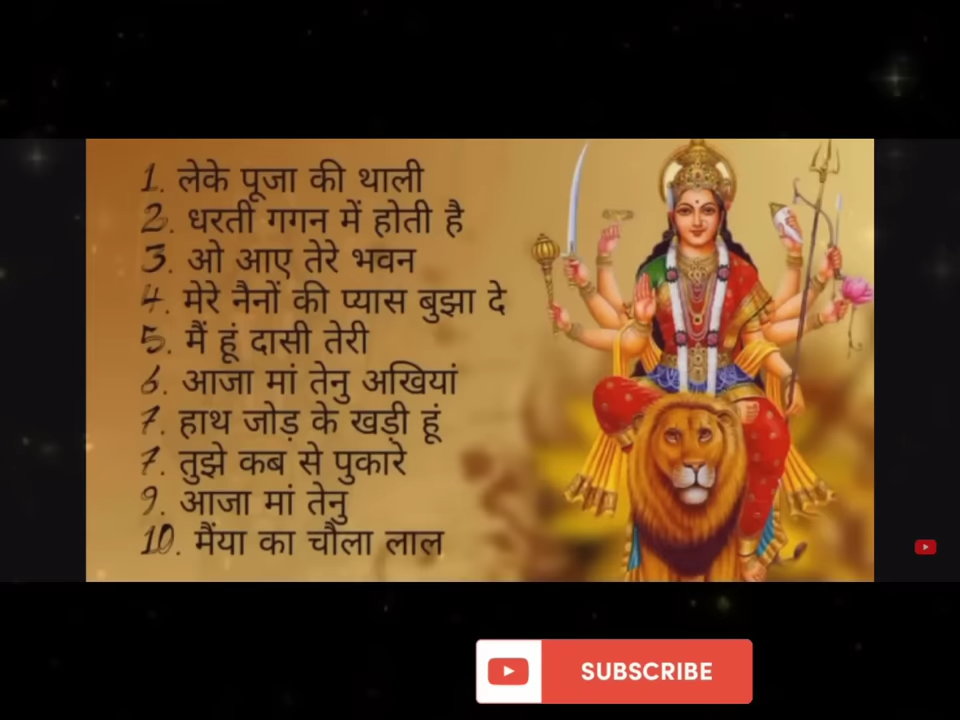 1. लेके पूजा की थाली
2. धरती गगन में होती है
3. ओ आए तेरे भवन
4. मेरे नैनों की प्यास बुझा दे
5. मैं हूं दासी तेरी
6. आजा मां तेनु अखियां
7. हाथ जोड़ के खड़ी हूं
7. तुझे कब से पुकारे
9. आजा मां तेनु
10. मैंया का चौला लाल
SUBSCRIBE